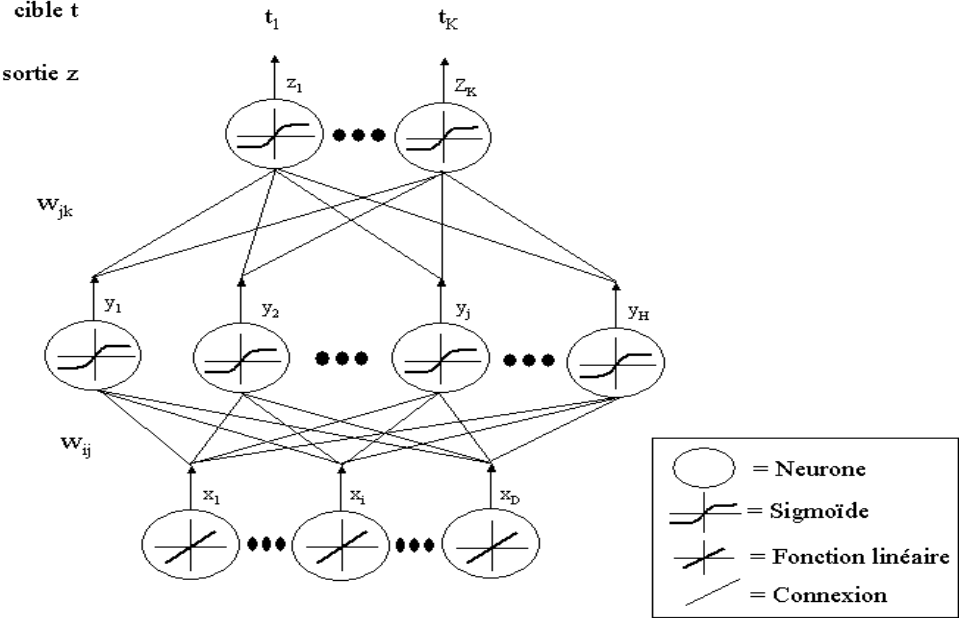 cible t
t1 tK
sortie z
z1 ZK
wjk
y1 y2 yj yH
wij
x1 xi xD
= Neurone
= Sigmoïde
= Fonction linéaire
= Connexion